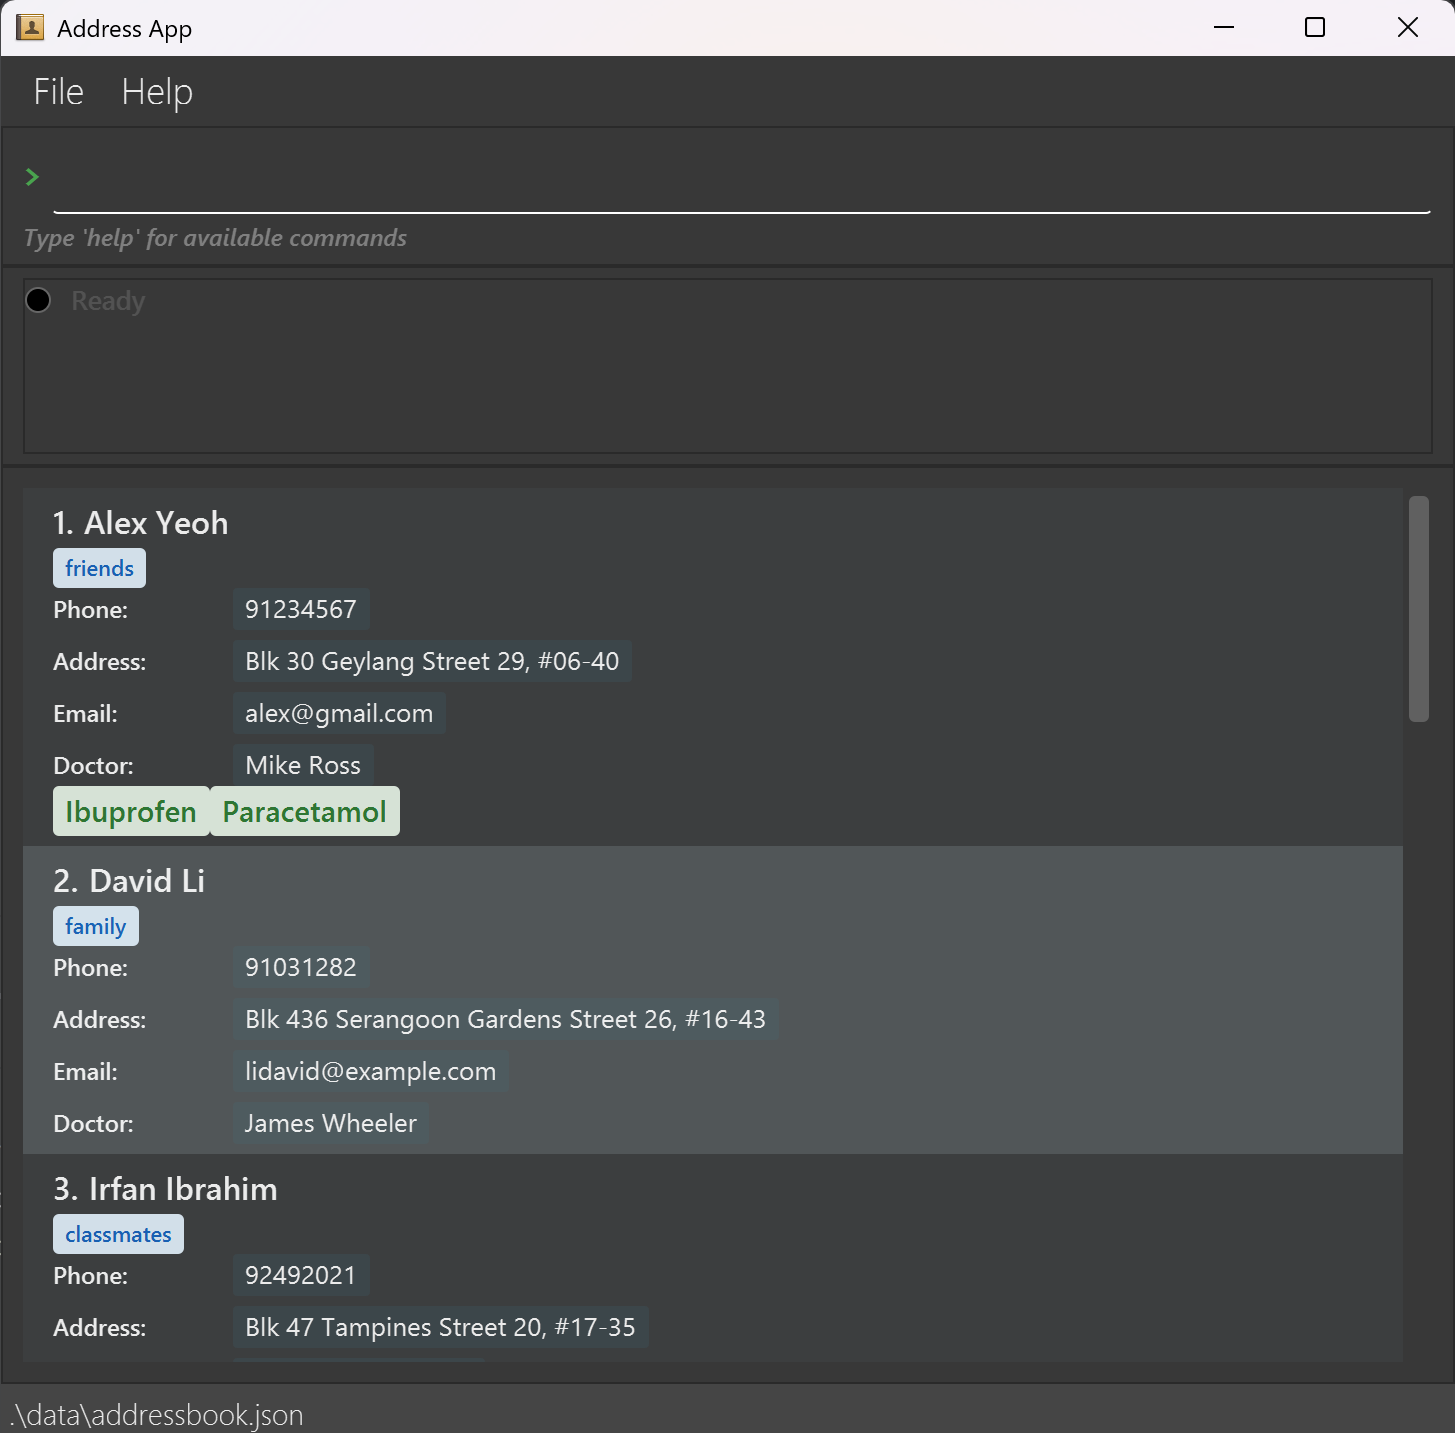 Address App
File Help
>
Type 'help' for available commands
Ready
1. Alex Yeoh
friends
Phone: 91234567
Address: Blk 30 Geylang Street 29, #06-40
Email: alex@gmail.com
Doctor: Mike Ross
Ibuprofen Paracetamol
2. David Li
family
Phone: 91031282
Address: Blk 436 Serangoon Gardens Street 26, #16-43
Email: lidavid@example.com
Doctor: James Wheeler
3. Irfan Ibrahim
classmates
Phone: 92492021
Address: Blk 47 Tampines Street 20, #17-35
.\data\addressbook.json